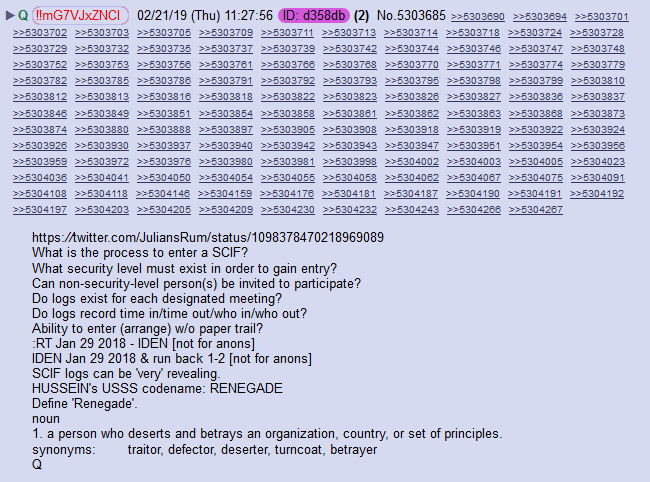 ▶ Q !!mG7VJxZNCI 02/21/19 (Thu) 11:27:56 ID: d358db (2) No.5303685 >>5303690 >>5303694 >>5303701
>>5303702 >>5303703 >>5303705 >>5303709 >>5303711 >>5303713 >>5303714 >>5303718 >>5303724 >>5303728
>>5303729 >>5303732 >>5303735 >>5303737 >>5303739 >>5303742 >>5303744 >>5303746 >>5303747 >>5303748
>>5303752 >>5303753 >>5303756 >>5303761 >>5303766 >>5303768 >>5303770 >>5303771 >>5303774 >>5303779
>>5303782 >>5303785 >>5303786 >>5303791 >>5303792 >>5303793 >>5303795 >>5303798 >>5303799 >>5303810
>>5303812 >>5303813 >>5303816 >>5303818 >>5303822 >>5303823 >>5303826 >>5303827 >>5303836 >>5303837
>>5303846 >>5303849 >>5303851 >>5303854 >>5303858 >>5303861 >>5303862 >>5303863 >>5303868 >>5303873
>>5303874 >>5303880 >>5303888 >>5303897 >>5303905 >>5303908 >>5303918 >>5303919 >>5303922 >>5303924
>>5303926 >>5303930 >>5303937 >>5303940 >>5303942 >>5303943 >>5303947 >>5303951 >>5303954 >>5303956
>>5303959 >>5303972 >>5303976 >>5303980 >>5303981 >>5303998 >>5304002 >>5304003 >>5304005 >>5304023
>>5304036 >>5304041 >>5304050 >>5304054 >>5304055 >>5304058 >>5304062 >>5304067 >>5304075 >>5304091
>>5304108 >>5304118 >>5304146 >>5304159 >>5304176 >>5304181 >>5304187 >>5304190 >>5304191 >>5304192
>>5304197 >>5304203 >>5304205 >>5304209 >>5304230 >>5304232 >>5304243 >>5304266 >>5304267
https://twitter.com/JuliansRum/status/1098378470218969089
What is the process to enter a SCIF?
What security level must exist in order to gain entry?
Can non-security-level person(s) be invited to participate?
Do logs exist for each designated meeting?
Do logs record time in/time out/who in/who out?
Ability to enter (arrange) w/o paper trail?
:RT Jan 29 2018 - IDEN [not for anons]
IDEN Jan 29 2018 & run back 1-2 [not for anons]
SCIF logs can be 'very' revealing.
HUSSEIN's USSS codename: RENEGADE
Define 'Renegade'.
noun
1. a person who deserts and betrays an organization, country, or set of principles.
synonyms: traitor, defector, deserter, turncoat, betrayer
Q